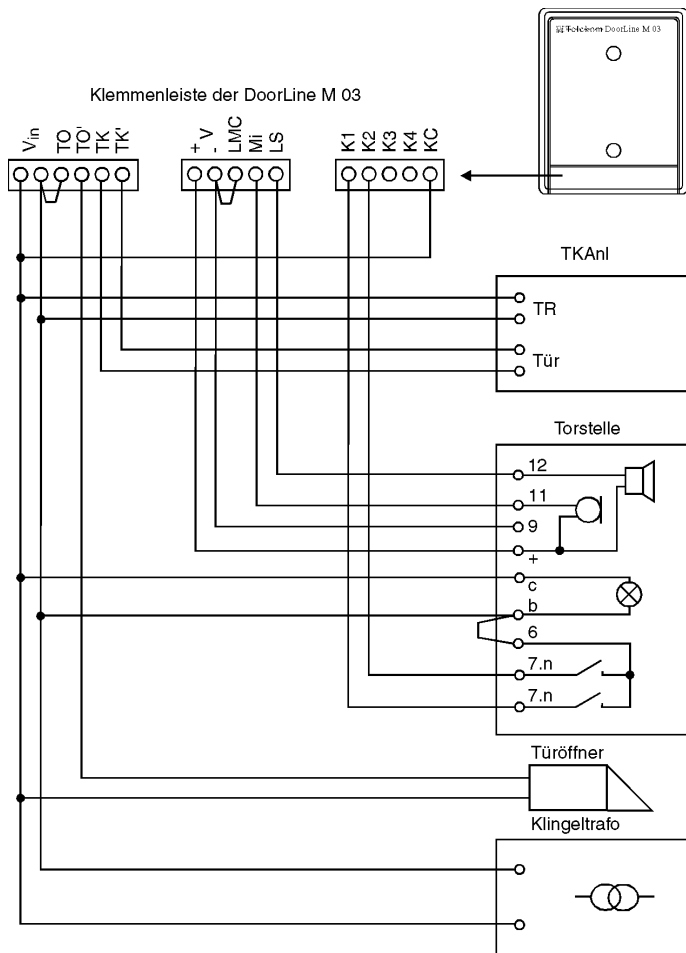 Telekom DoorLine M 03
Klemmenleiste der DoorLine M 03
Vin TO TO' TK TK'
+ V - LMC Mi LS
K1 K2 K3 K4 KC
TKAnl
TR
Tür
Torstelle
12
11
9
+
c
b
6
7.n
7.n
Türöffner
Klingeltrafo